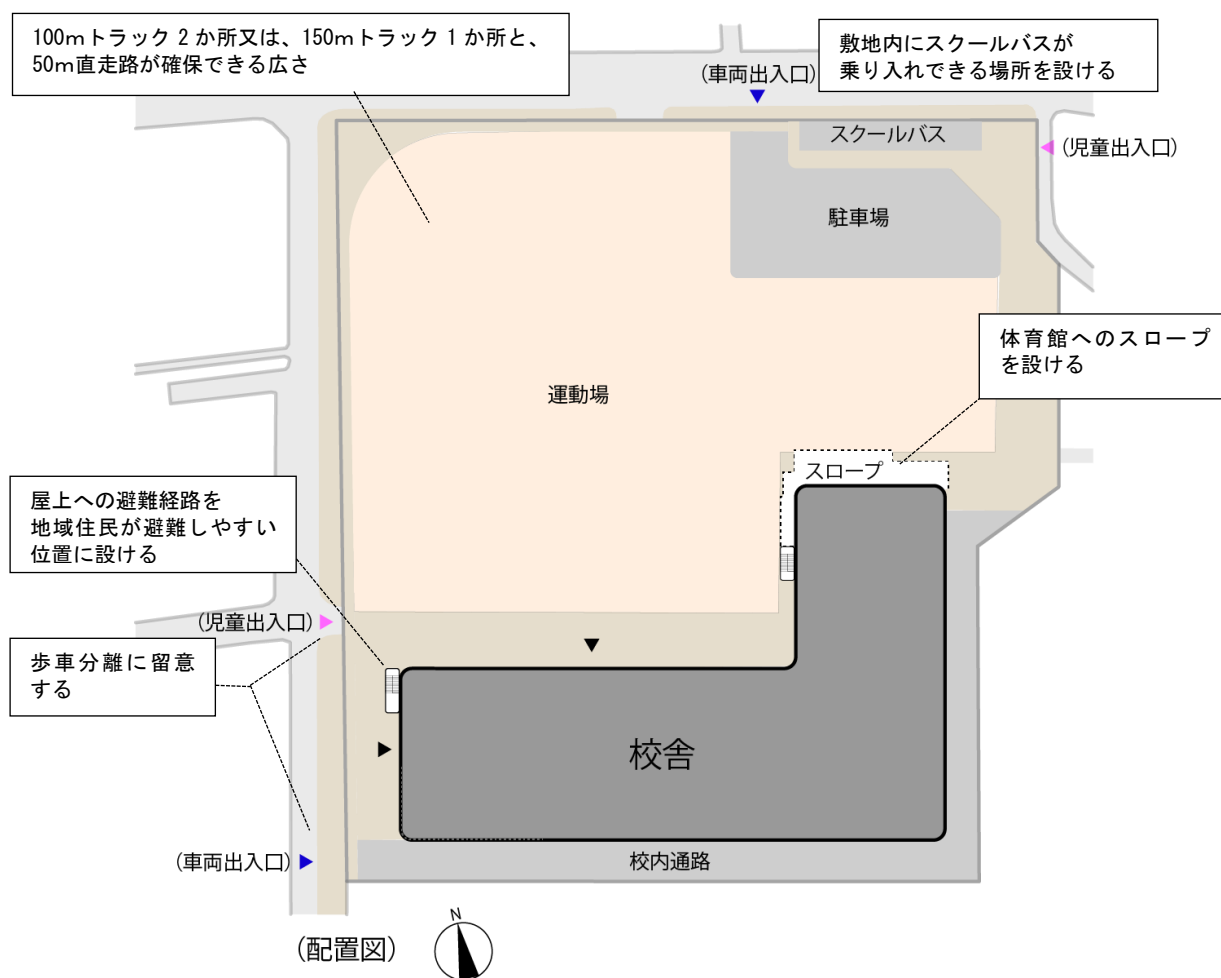 100mトラック 2 か所又は、150mトラック 1 か所と、
50m直走路が確保できる広さ
敷地内にスクールバスが
乗り入れできる場所を設ける
(車両出入口)
スクールバス
(児童出入口)
駐車場
体育館へのスロープ
を設ける
運動場
スロープ
屋上への避難経路を
地域住民が避難しやすい
位置に設ける
(児童出入口)
歩車分離に留意
する
校舎
(車両出入口)
校内通路
(配置図)
N